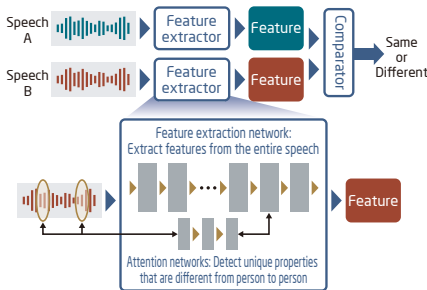 Speech
A
Feature
extractor
Feature
Speech
B
Feature
extractor
Feature
Comparator
Same
or
Different
Feature extraction network:
Extract features from the entire speech
Feature
Attention networks: Detect unique properties
that are different from person to person